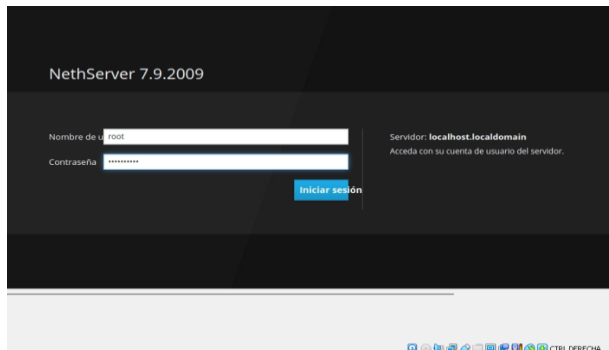 NethServer 7.9.2009
Nombre de u root
Contraseña ••••••••••
Iniciar sesión
Servidor: localhost.localdomain
Acceda con su cuenta de usuario del servidor.
CTRL DERECHA